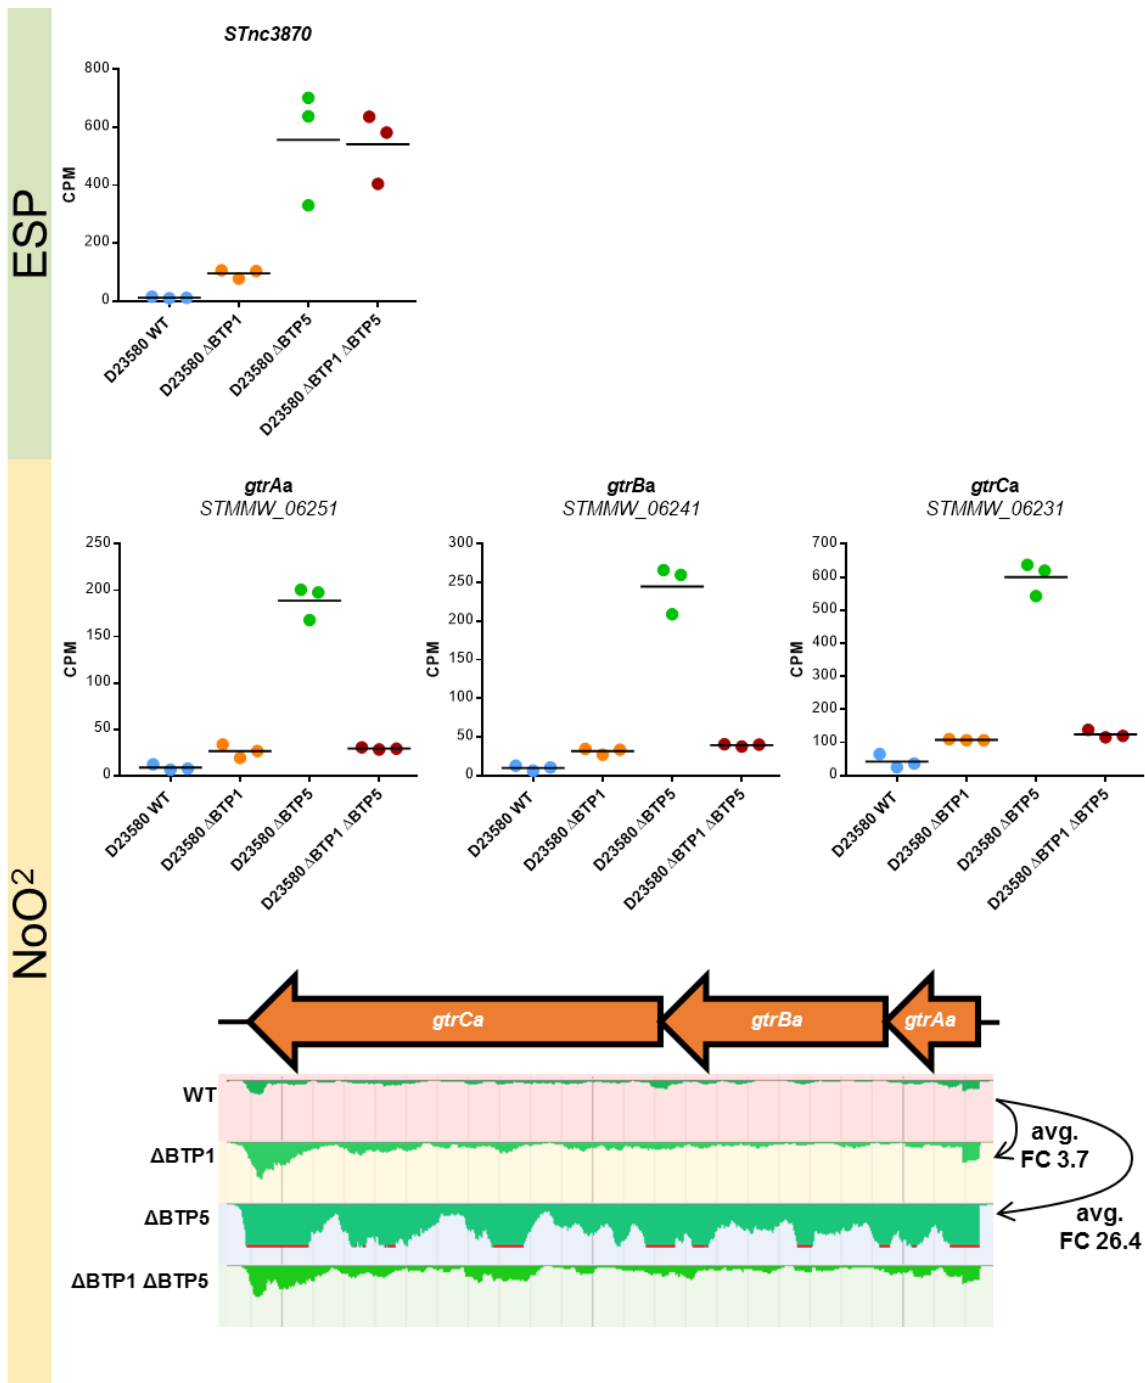 ESP
STnc3870
800
600
400
200
0
CPM
D23580 WT
D23580 ΔBTP1
D23580 ΔBTP5
D23580 ΔBTP1 ΔBTP5
NoO²
gtrAa
STMMW_06251
250
200
150
100
50
0
CPM
D23580 WT
D23580 ΔBTP1
D23580 ΔBTP5
D23580 ΔBTP1 ΔBTP5
gtrBa
STMMW_06241
300
250
200
150
100
50
0
CPM
D23580 WT
D23580 ΔBTP1
D23580 ΔBTP5
D23580 ΔBTP1 ΔBTP5
gtrCa
STMMW_06231
700
600
500
400
300
200
100
0
CPM
D23580 WT
D23580 ΔBTP1
D23580 ΔBTP5
D23580 ΔBTP1 ΔBTP5
gtrCa
gtrBa
gtrAa
WT
ΔBTP1
ΔBTP5
ΔBTP1 ΔBTP5
avg.
FC 3.7
avg.
FC 26.4